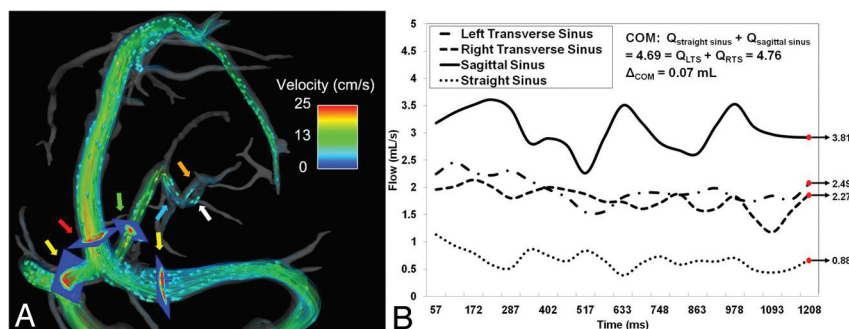 Velocity (cm/s)
25
13
0
A
B
5
4.5
4
3.5
3
2.5
2
1.5
1
0.5
0
Flow (mL/s)
Left Transverse Sinus
Right Transverse Sinus
Sagittal Sinus
Straight Sinus
COM: Qstraight sinus + Qsagittal sinus
= 4.69 = QLTS + QRTS = 4.76
ΔCOM = 0.07 mL
3.81
2.49
2.27
0.88
57 172 287 402 517 633 748 863 978 1093 1208
Time (ms)